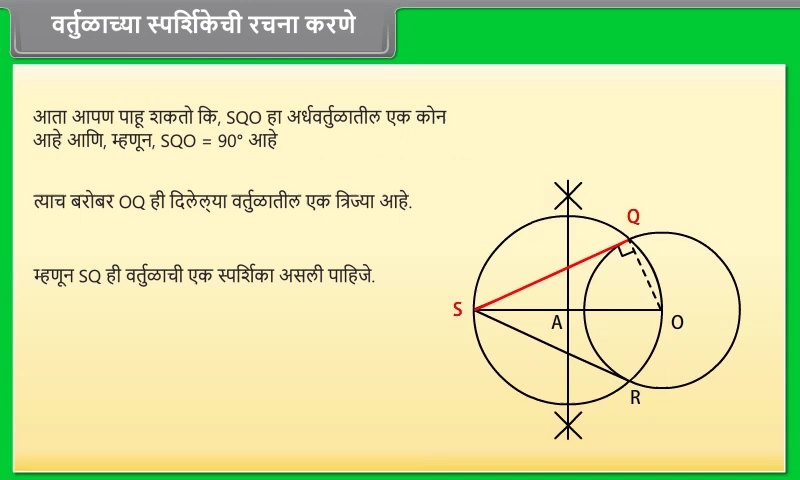 वर्तुळाच्या स्पर्शिकेची रचना करणे
आता आपण पाहू शकतो कि, SQO हा अर्धवर्तुळातील एक कोन
आहे आणि, म्हणून, SQO = 90° आहे
त्याच बरोबर OQ ही दिलेल्‍या वर्तुळातील एक त्रिज्या आहे.
म्हणून SQ ही वर्तुळाची एक स्पर्शिका असली पाहिजे.
Q
S
A
O
R